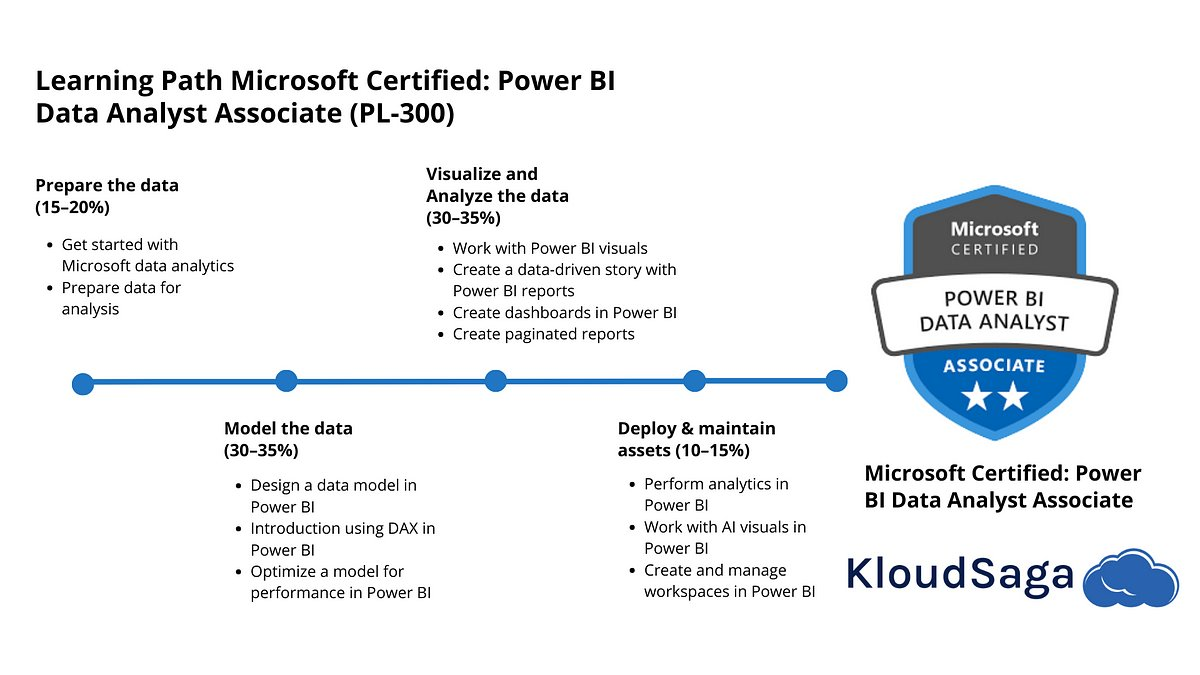 Learning Path Microsoft Certified: Power BI
Data Analyst Associate (PL-300)
Prepare the data
(15–20%)
• Get started with
Microsoft data analytics
• Prepare data for
analysis
Visualize and
Analyze the data
(30–35%)
• Work with Power BI visuals
• Create a data-driven story with
Power BI reports
• Create dashboards in Power BI
• Create paginated reports
Model the data
(30–35%)
• Design a data model in
Power BI
• Introduction using DAX in
Power BI
• Optimize a model for
performance in Power BI
Deploy & maintain
assets (10–15%)
• Perform analytics in
Power BI
• Work with AI visuals in
Power BI
• Create and manage
workspaces in Power BI
Microsoft
CERTIFIED
POWER BI
DATA ANALYST
ASSOCIATE
Microsoft Certified: Power
BI Data Analyst Associate
KloudSaga